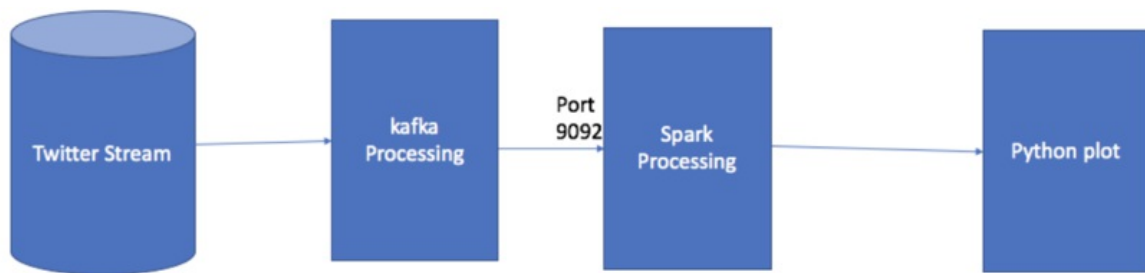 Twitter Stream
kafka
Processing
Port
9092
Spark
Processing
Python plot